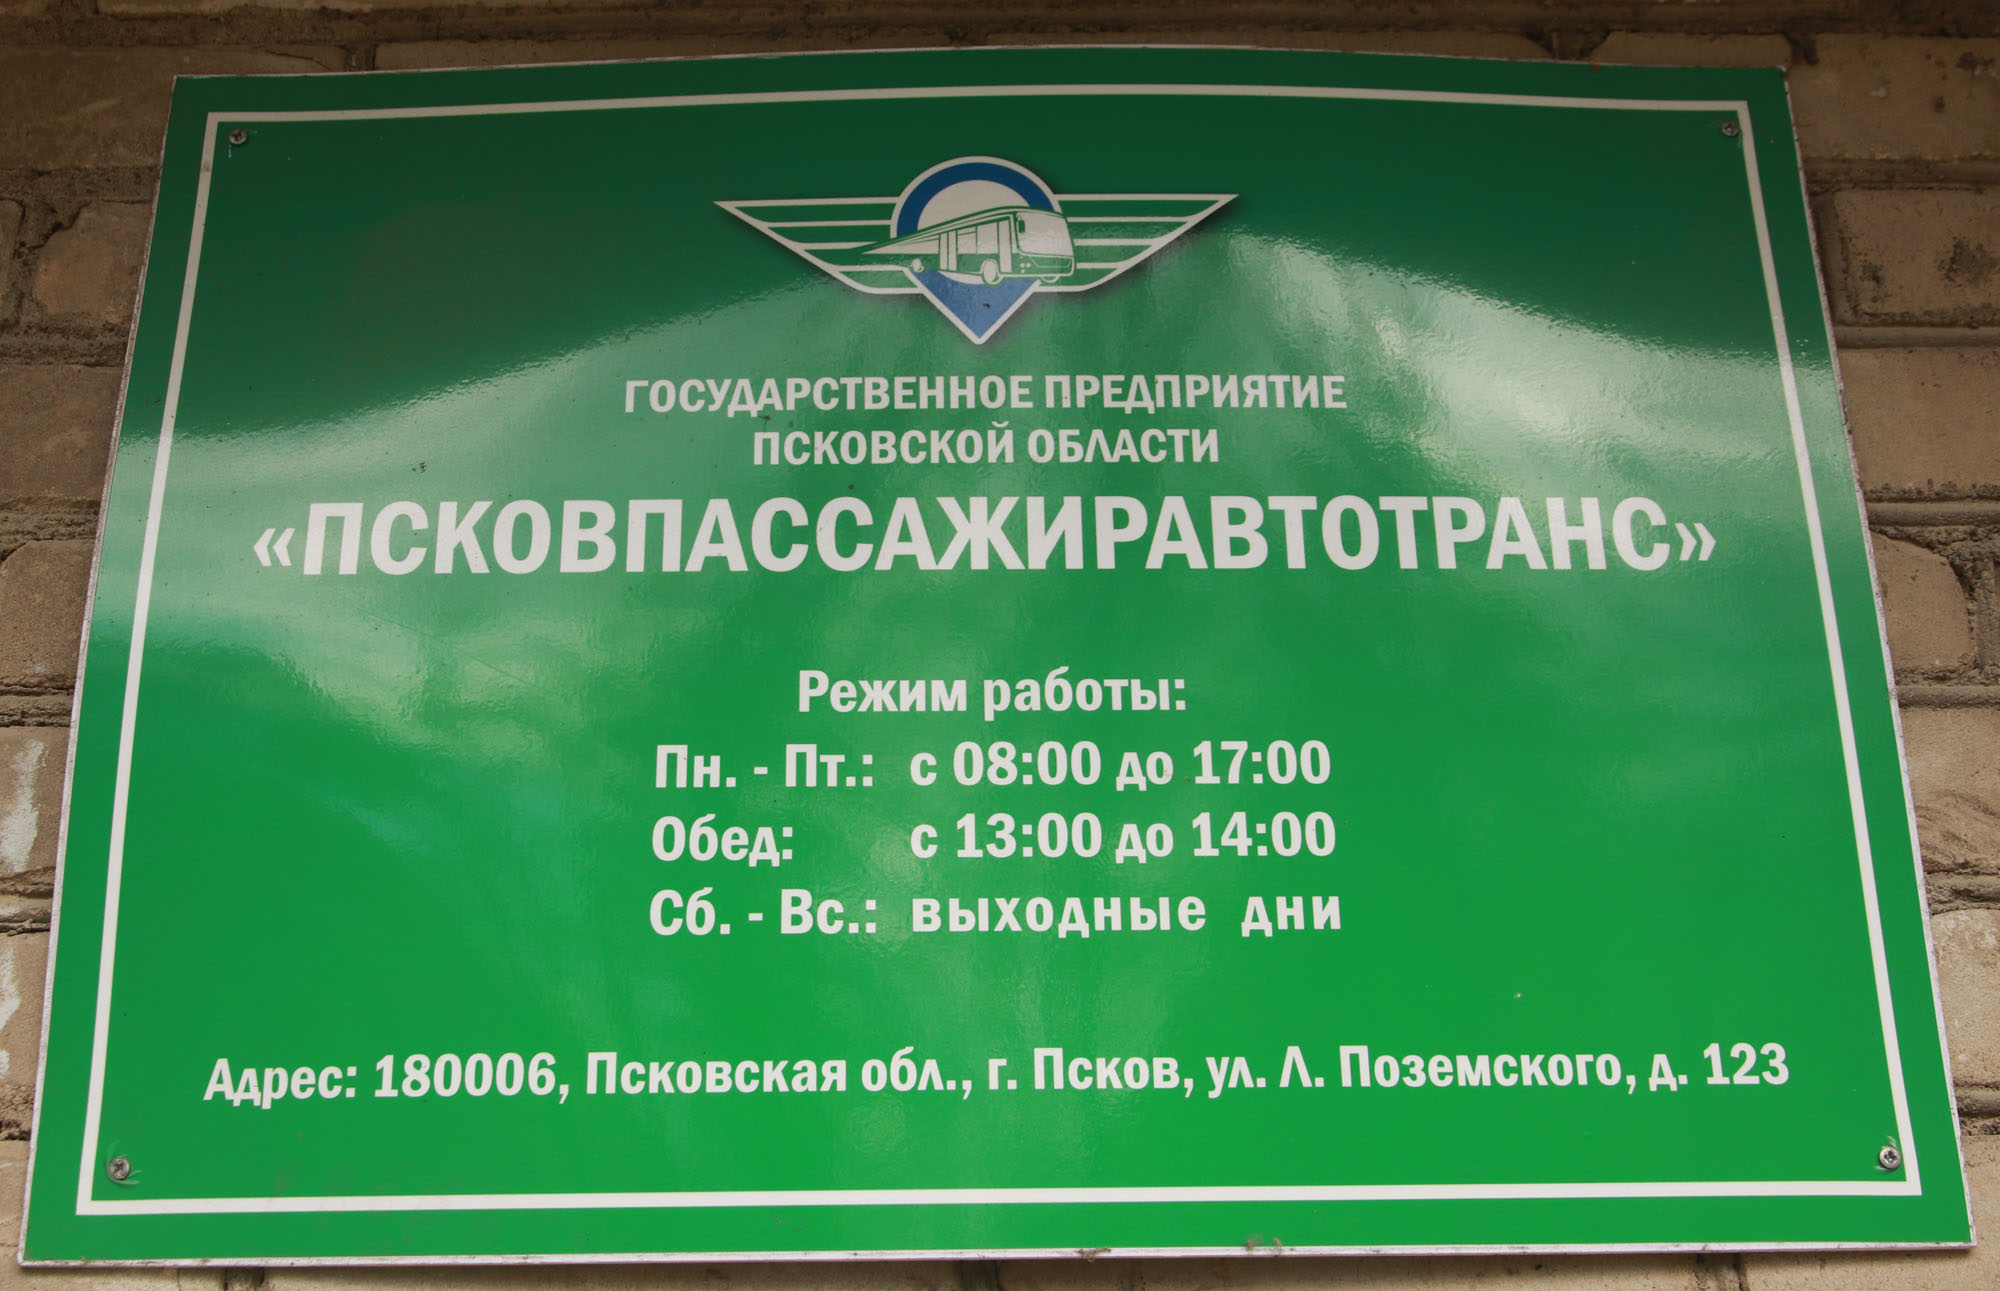 ГОСУДАРСТВЕННОЕ ПРЕДПРИЯТИЕ
ПСКОВСКОЙ ОБЛАСТИ
«ПСКОВПАССАЖИРАВТОТРАНС»
Режим работы:
Пн. - Пт.: с 08:00 до 17:00
Обед: с 13:00 до 14:00
Сб. - Вс.: выходные дни
Адрес: 180006, Псковская обл., г. Псков, ул. Л. Поземского, д. 123